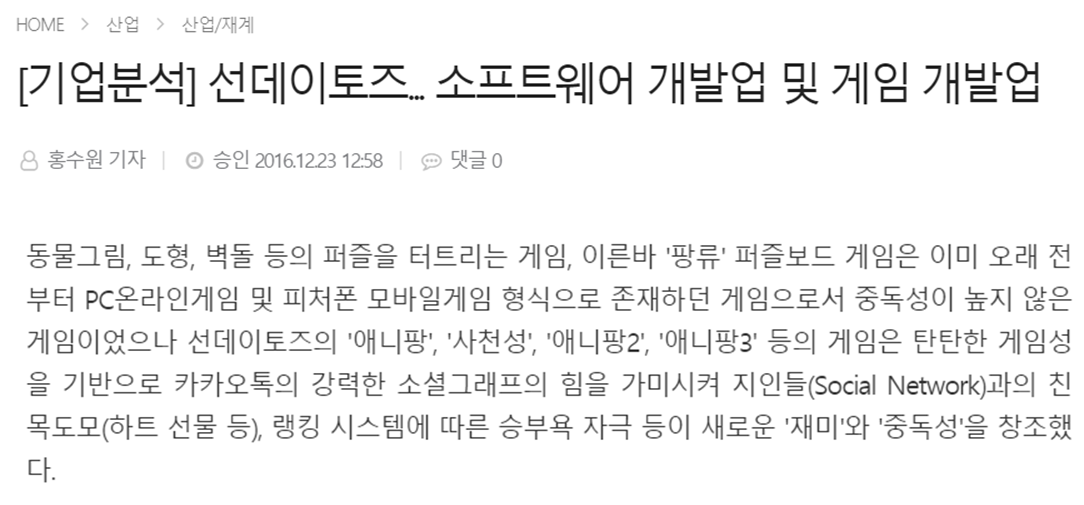 HOME > 산업 > 산업/재계
[기업분석] 선데이토즈... 소프트웨어 개발업 및 게임 개발업
홍수원 기자 | 승인 2016.12.23 12:58 | 댓글 0
동물그림, 도형, 벽돌 등의 퍼즐을 터트리는 게임, 이른바 '팡류' 퍼즐보드 게임은 이미 오래 전
부터 PC온라인게임 및 피처폰 모바일게임 형식으로 존재하던 게임으로서 중독성이 높지 않은
게임이었으나 선데이토즈의 '애니팡', '사천성', '애니팡2', '애니팡3' 등의 게임은 탄탄한 게임성
을 기반으로 카카오톡의 강력한 소셜그래프의 힘을 가미시켜 지인들(Social Network)과의 친
목도모(하트 선물 등), 랭킹 시스템에 따른 승부욕 자극 등이 새로운 '재미'와 '중독성'을 창조했
다.